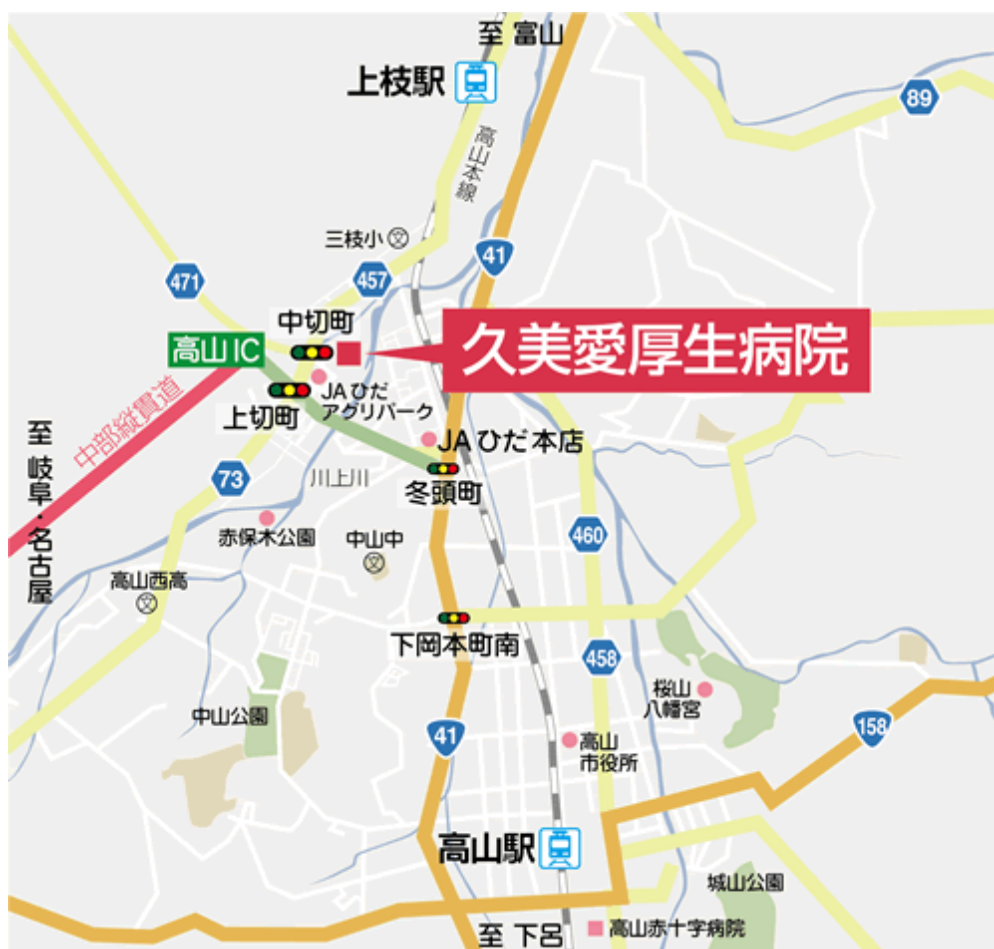 至 富山
上枝駅
89
高山本線
三枝小
文
41
457
471
中切町
久美愛厚生病院
高山 IC
JA ひだ
アグリパーク
上切町
中部縦貫道
至 岐阜・名古屋
JA ひだ 本店
冬頭町
73
川上川
赤保木公園
中山中
文
460
高山西高
文
下岡本町南
458
桜山
八幡宮
中山公園
41
158
高山
市役所
高山駅
城山公園
至 下呂
高山赤十字病院